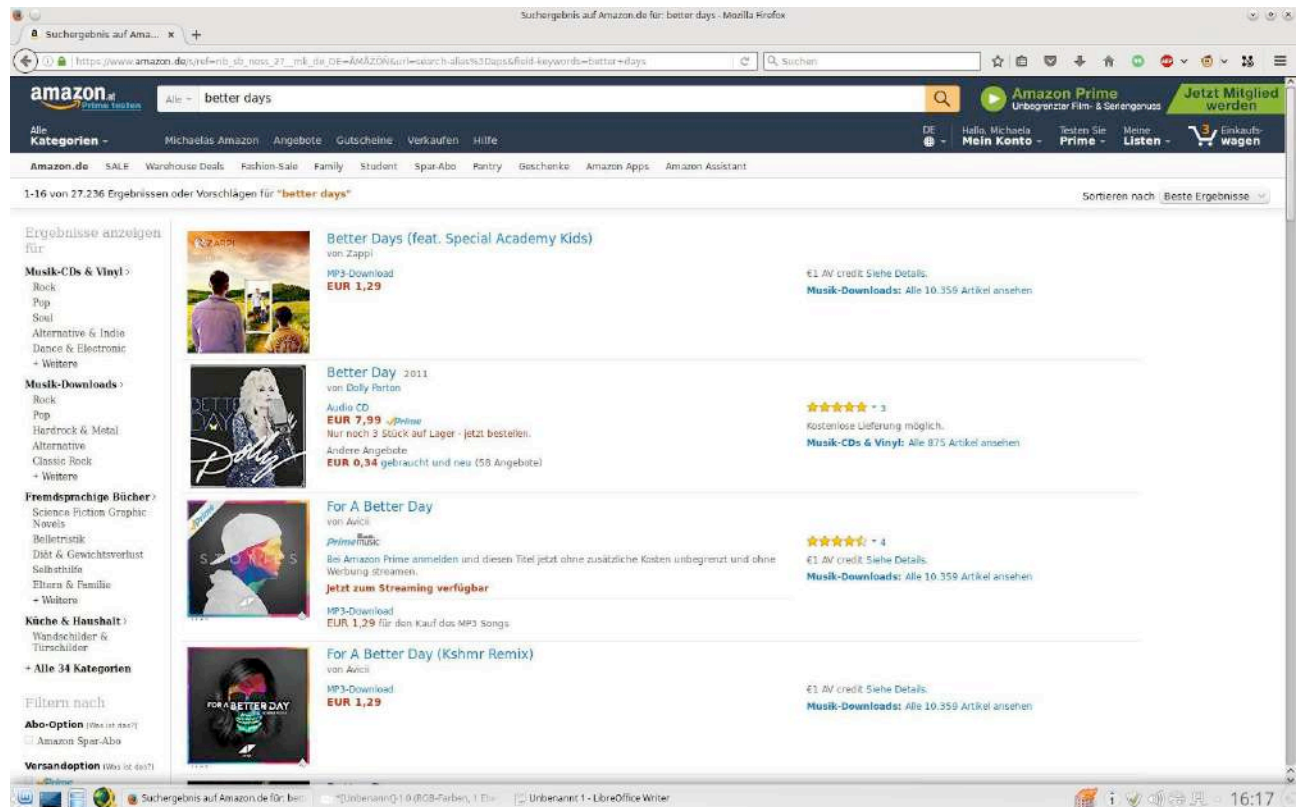 Suchergebnis auf Amazon.de für: better days - Mozilla Firefox
Suchergebnis auf Ama...
Suchen
amazon.at
Prime testen
Alle
better days
Amazon Prime
Unbegrenzter Film- & Seriengenuss
Jetzt Mitglied werden
Alle
Kategorien
Michaelas Amazon Angebote Gutscheine Verkaufen Hilfe
DE
Hallo, Michaela
Mein Konto
Testen Sie
Prime
Meine
Listen
3
Einkaufs-
wagen
Amazon.de SALE Warehouse Deals Fashion-Sale Family Student Spar-Abo Pantry Geschenke Amazon Apps Amazon Assistant
1-16 von 27.236 Ergebnissen oder Vorschlägen für "better days"
Sortieren nach Beste Ergebnisse
Ergebnisse anzeigen
für
Musik-CDs & Vinyl ›
Rock
Pop
Soul
Alternative & Indie
Dance & Electronic
+ Weitere
Musik-Downloads ›
Rock
Pop
Hardrock & Metal
Alternative
Classic Rock
+ Weitere
Fremdsprachige Bücher ›
Science Fiction Graphic
Novels
Belletristik
Diät & Gewichtsverlust
Selbsthilfe
Eltern & Familie
+ Weitere
Küche & Haushalt ›
Wandschilder &
Türschilder
+ Alle 34 Kategorien
Filtern nach
Abo-Option (Was ist das?)
Amazon Spar-Abo
Versandoption (Was ist das?)
Prime
ZAPPI
Better Days (feat. Special Academy Kids)
von Zappi
MP3-Download
EUR 1,29
€1 AV credit Siehe Details.
Musik-Downloads: Alle 10.359 Artikel ansehen
BETTER
DAY
Dolly
Better Day 2011
von Dolly Parton
Audio CD
EUR 7,99 Prime
Nur noch 3 Stück auf Lager - jetzt bestellen.
Andere Angebote
EUR 0,34 gebraucht und neu (58 Angebote)
3
Kostenlose Lieferung möglich.
Musik-CDs & Vinyl: Alle 875 Artikel ansehen
Prime
STORIES
For A Better Day
von Avicii
Prime Music
Bei Amazon Prime anmelden und diesen Titel jetzt ohne zusätzliche Kosten unbegrenzt und ohne
Werbung streamen.
Jetzt zum Streaming verfügbar
MP3-Download
EUR 1,29 für den Kauf des MP3 Songs
4
€1 AV credit Siehe Details.
Musik-Downloads: Alle 10.359 Artikel ansehen
FOR A BETTER DAY
For A Better Day (Kshmr Remix)
von Avicii
MP3-Download
EUR 1,29
€1 AV credit Siehe Details.
Musik-Downloads: Alle 10.359 Artikel ansehen
Suchergebnis auf Amazon.de für: bet
Unbenannt 1 - LibreOffice Writer
16:17